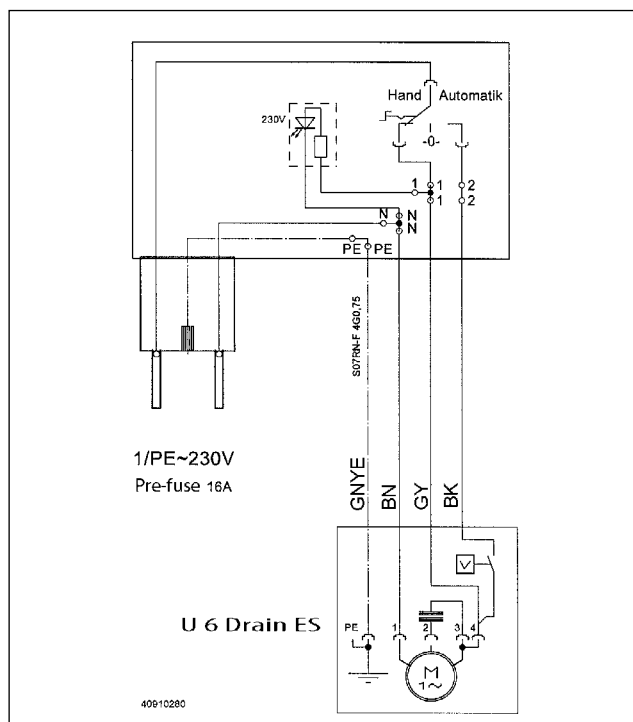 Hand Automatik
230V
-0-
1 1 2
1 2
N N
N
PE PE
S07RN-F 4G0,75
1/PE~230V
Pre-fuse 16A
GNYE BN GY BK
U 6 Drain ES
PE 1 2 3 4
M
1~
40910280